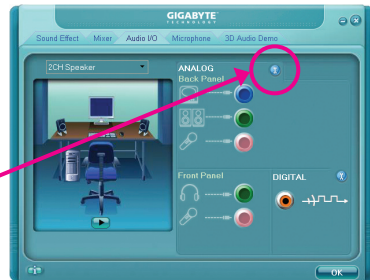 GIGABYTE
TECHNOLOGY
Sound Effect Mixer Audio I/O Microphone 3D Audio Demo
2CH Speaker
ANALOG
Back Panel
Front Panel
DIGITAL
OK